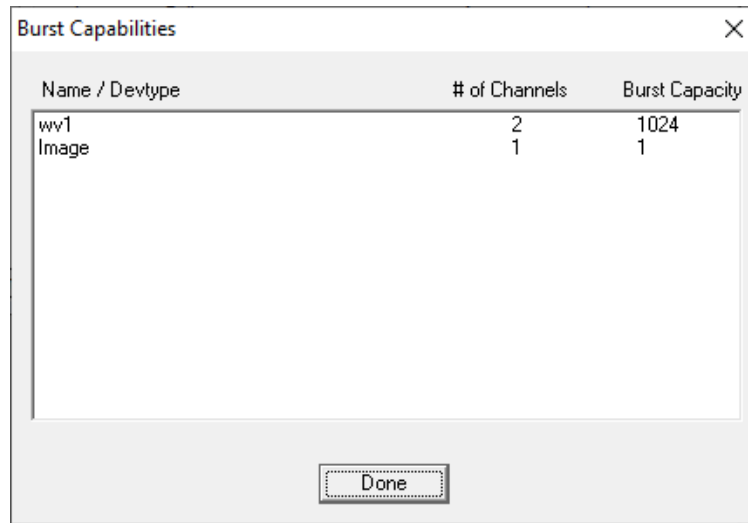 Burst Capabilities
Name / Devtype # of Channels Burst Capacity
wv1 2 1024
Image 1 1
Done